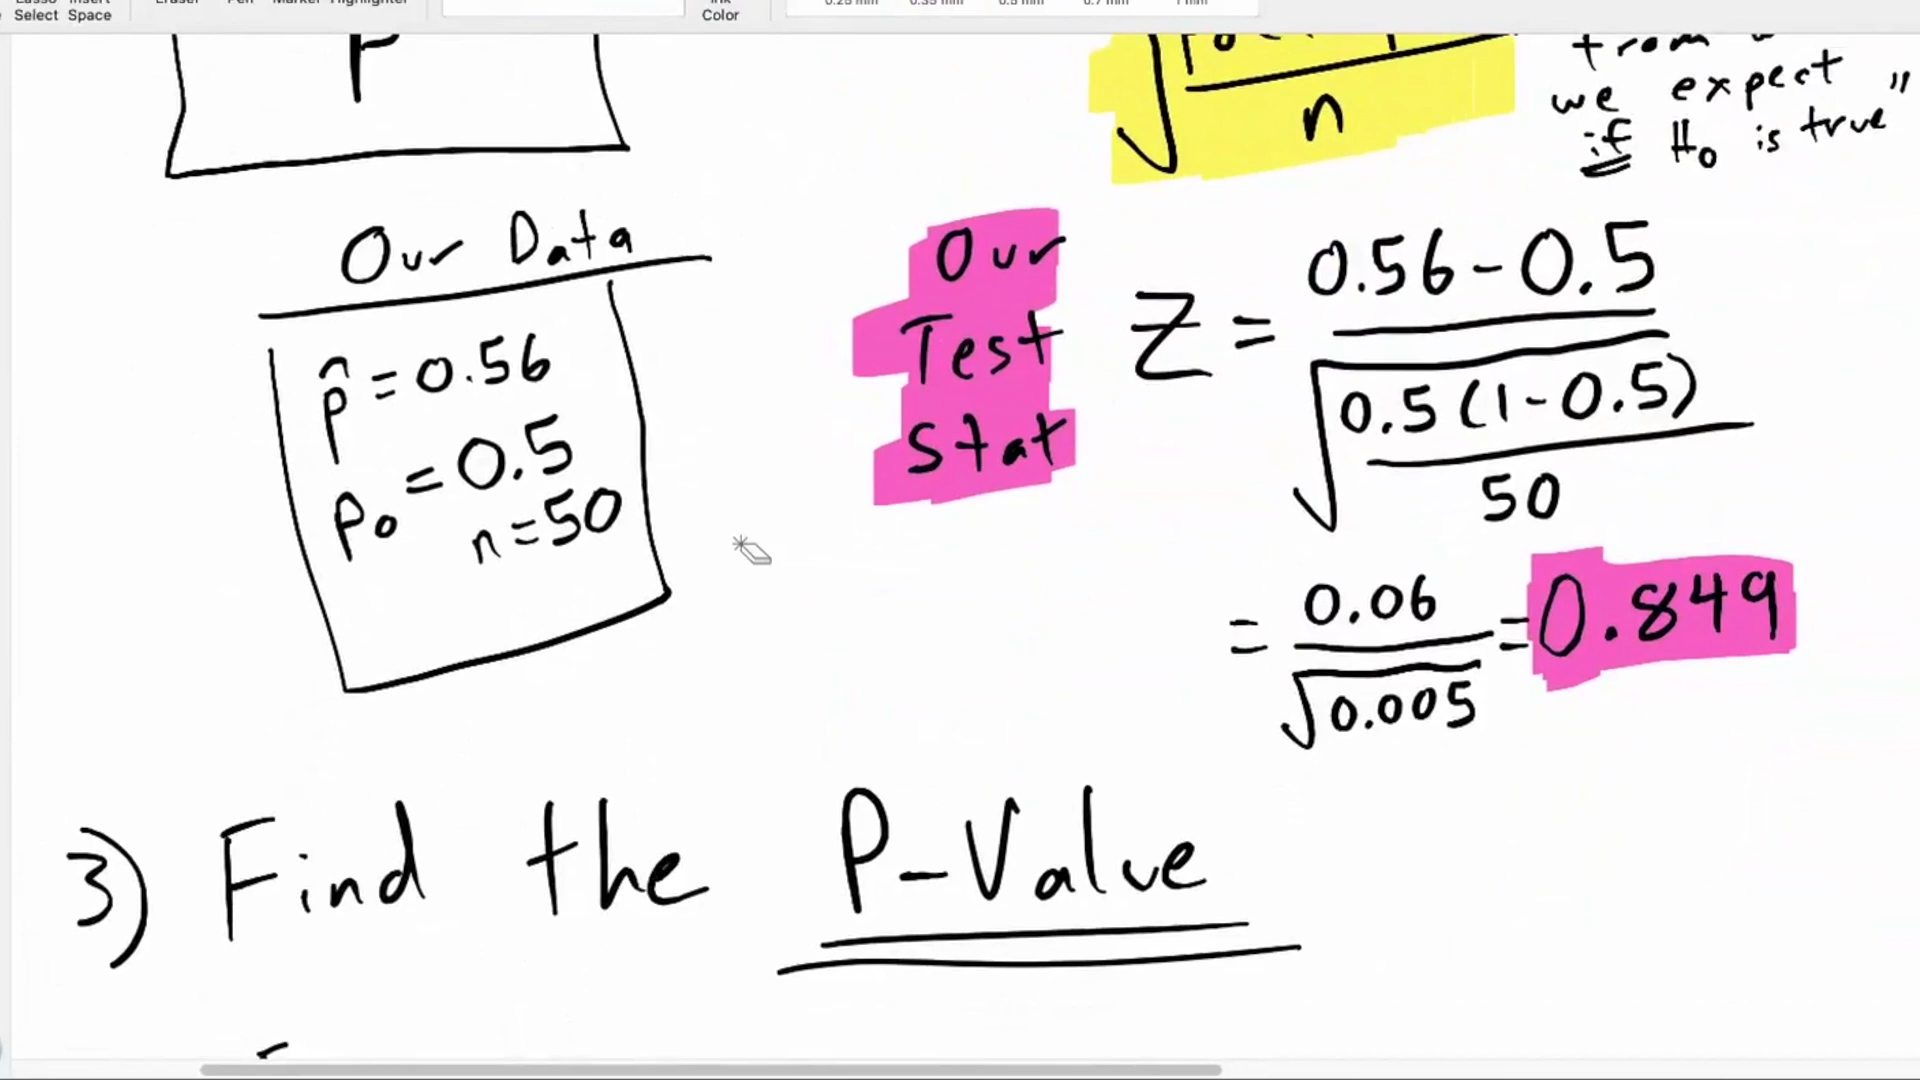 Select Space
Color
n
we expect
if H₀ is true"
Our Data
p̂ = 0.56
p₀ = 0.5
n = 50
Our
Test
Stat
Z = 0.56 - 0.5
√ 0.5(1 - 0.5)
50
= 0.06 = 0.849
√0.005
3) Find the P-Value